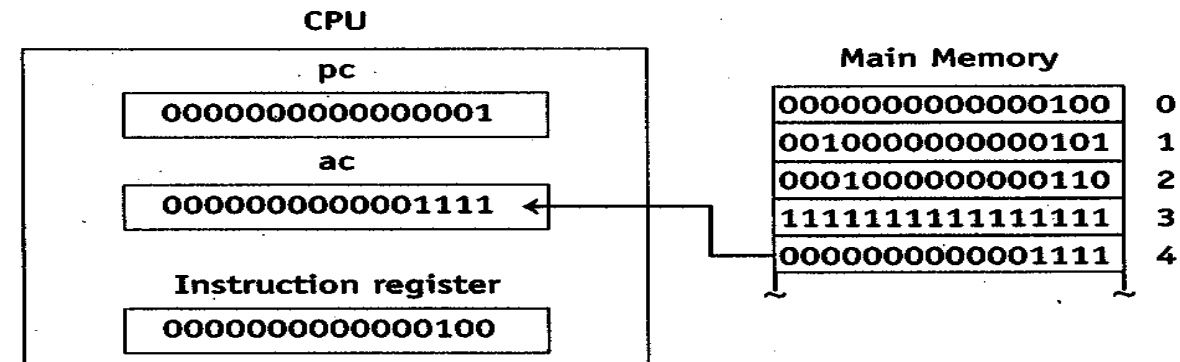 CPU
pc
0000000000000001
ac
0000000000001111
Instruction register
0000000000000100
Main Memory
0000000000000100 0
0010000000000101 1
0001000000000110 2
1111111111111111 3
0000000000001111 4